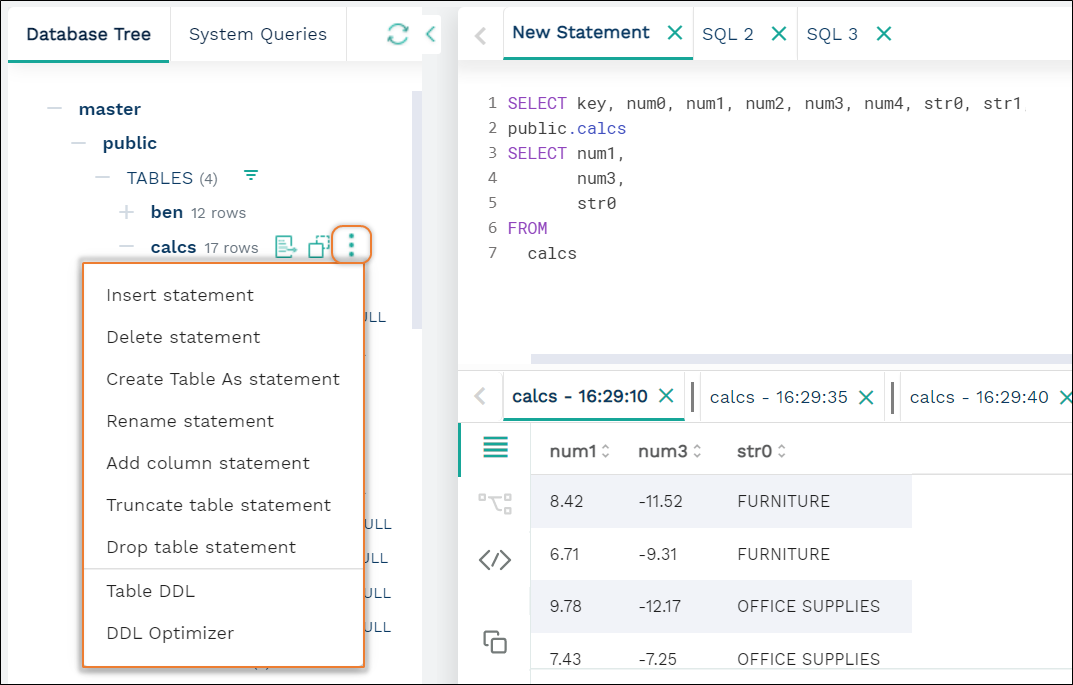 Database Tree
System Queries
master
public
TABLES (4)
ben 12 rows
calcs 17 rows
Insert statement
Delete statement
Create Table As statement
Rename statement
Add column statement
Truncate table statement
Drop table statement
Table DDL
DDL Optimizer
New Statement
SQL 2
SQL 3
1 SELECT key, num0, num1, num2, num3, num4, str0, str1
2 public.calcs
3 SELECT num1,
4 num3,
5 str0
6 FROM
7 calcs
calcs - 16:29:10
calcs - 16:29:35
calcs - 16:29:40
num1 num3 str0
8.42 -11.52 FURNITURE
6.71 -9.31 FURNITURE
9.78 -12.17 OFFICE SUPPLIES
7.43 -7.25 OFFICE SUPPLIES